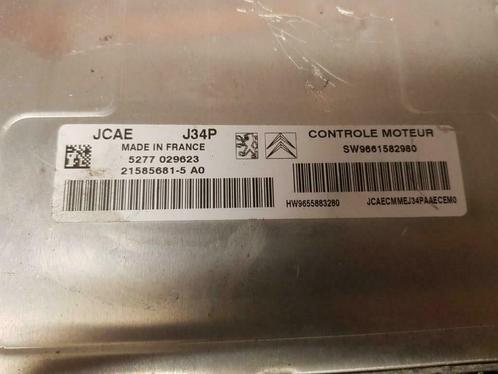 JCAE J34P
MADE IN FRANCE
5277 029623
21585681-5 A0
CONTROLE MOTEUR
SW9661582980
HW9655883280 JCAECMMEJ34PAAECEM0